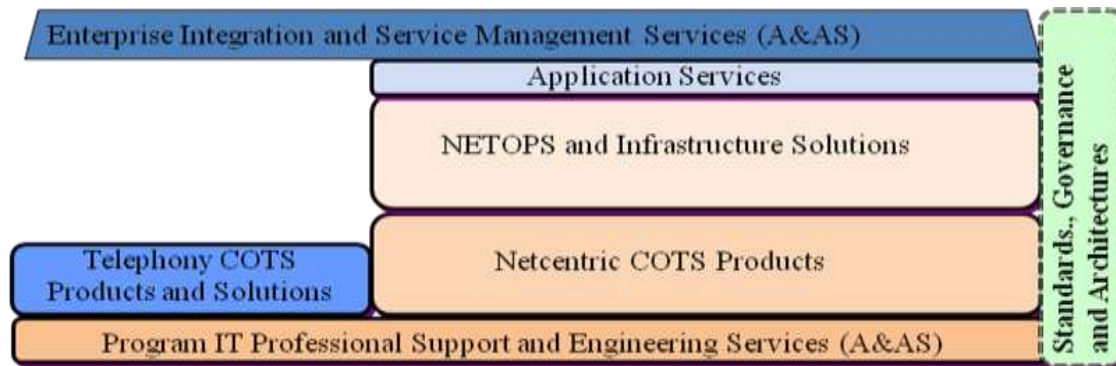 Enterprise Integration and Service Management Services (A&AS)
Application Services
NETOPS and Infrastructure Solutions
Telephony COTS
Products and Solutions
Netcentric COTS Products
Program IT Professional Support and Engineering Services (A&AS)
Standards., Governance
and Architectures